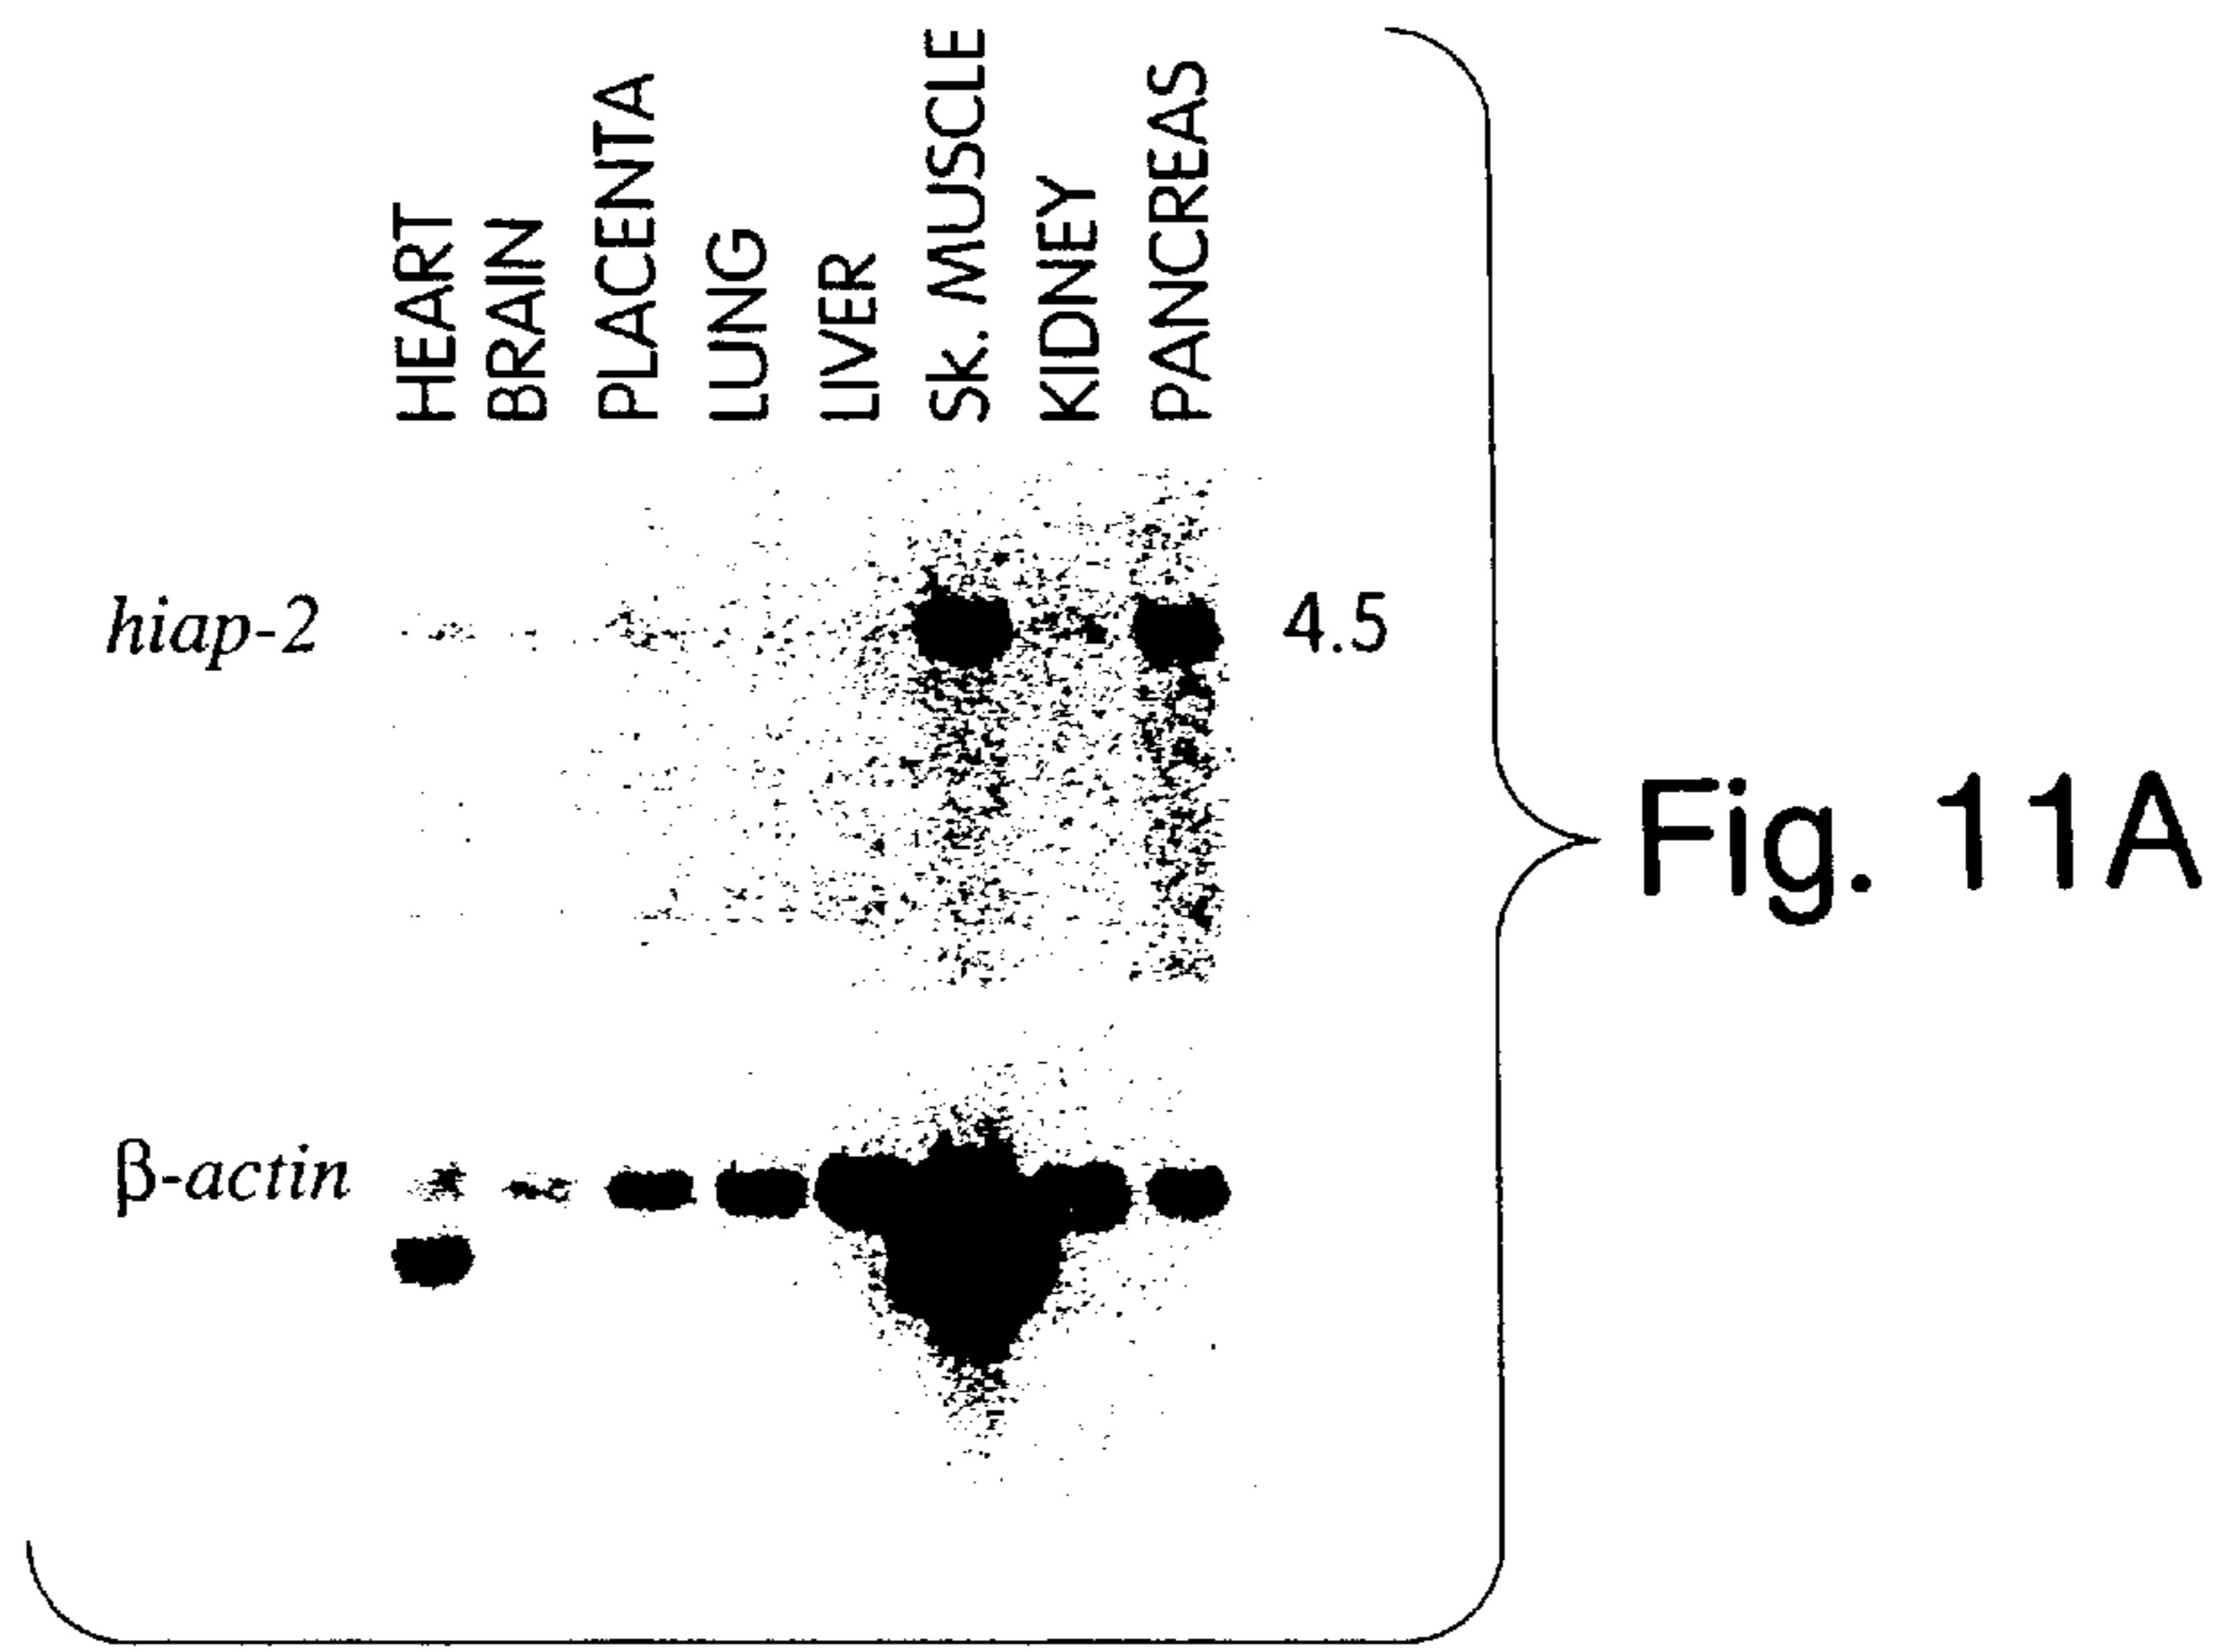 HEART
BRAIN
PLACENTA
LUNG
LIVER
Sk. MUSCLE
KIDNEY
PANCREAS
hiap-2
4.5
β-actin
Fig. 11A